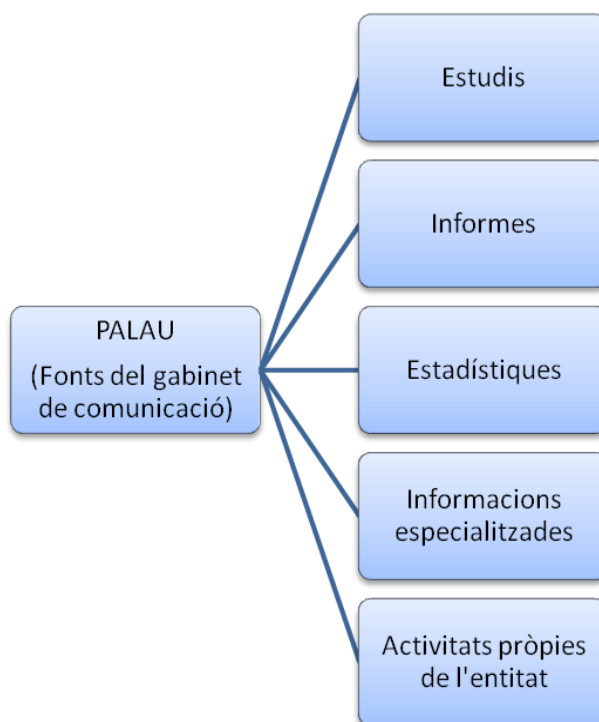 Estudis
Informes
PALAU
(Fonts del gabinet
de comunicació)
Estadístiques
Informacions
especialitzades
Activitats pròpies
de l'entitat